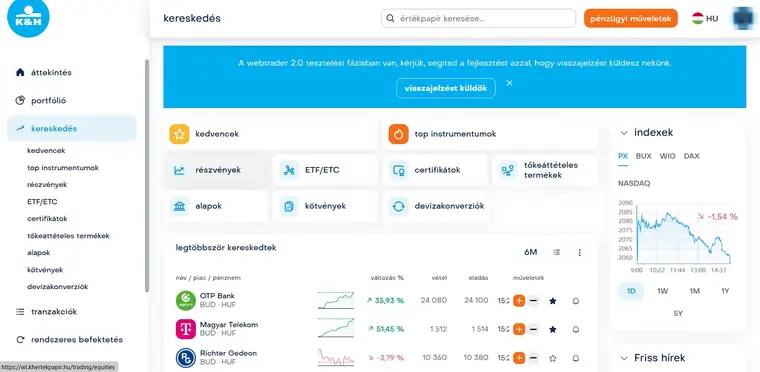 K&H
kereskedés
értékpapír keresése...
pénzügyi műveletek
HU
A webtrader 2.0 tesztelési fázisban van, kérjük, segítsd a fejlesztést azzal, hogy visszajelzést küldesz nekünk.
visszajelzést küldök
áttekintés
portfólió
kereskedés
kedvencek
top instrumentumok
részvények
ETF/ETC
certifikátok
tőkeáttételes termékek
alapok
kötvények
devizakonverziók
tranzakciók
rendszeres befektetés
https://wt.khertekpapir.hu/trading/equities
kedvencek
top instrumentumok
részvények
ETF/ETC
certifikátok
tőkeáttételes
termékek
alapok
kötvények
devizakonverziók
legtöbbször kereskedtek
6M
név / piac / pénznem
változás %
vétel
eladás
műveletek
OTP Bank
BUD · HUF
35,93 %
24 080
24 100
15:2
Magyar Telekom
BUD · HUF
51,45 %
1 512
1 514
15:2
Richter Gedeon
BUD · HUF
-3,79 %
10 360
10 380
15:2
indexek
PX BUX WIG DAX
NASDAQ
2090
2085
2080
2075
2070
2065
2060
-1,54 %
9:00 10:22 11:44 13:08 14:33
1D 1W 1M 1Y
5Y
Friss hírek